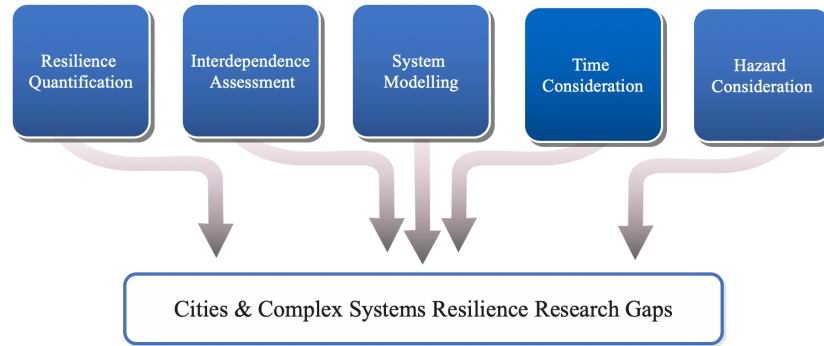 Resilience
Quantification
Interdependence
Assessment
System
Modelling
Time
Consideration
Hazard
Consideration
Cities & Complex Systems Resilience Research Gaps